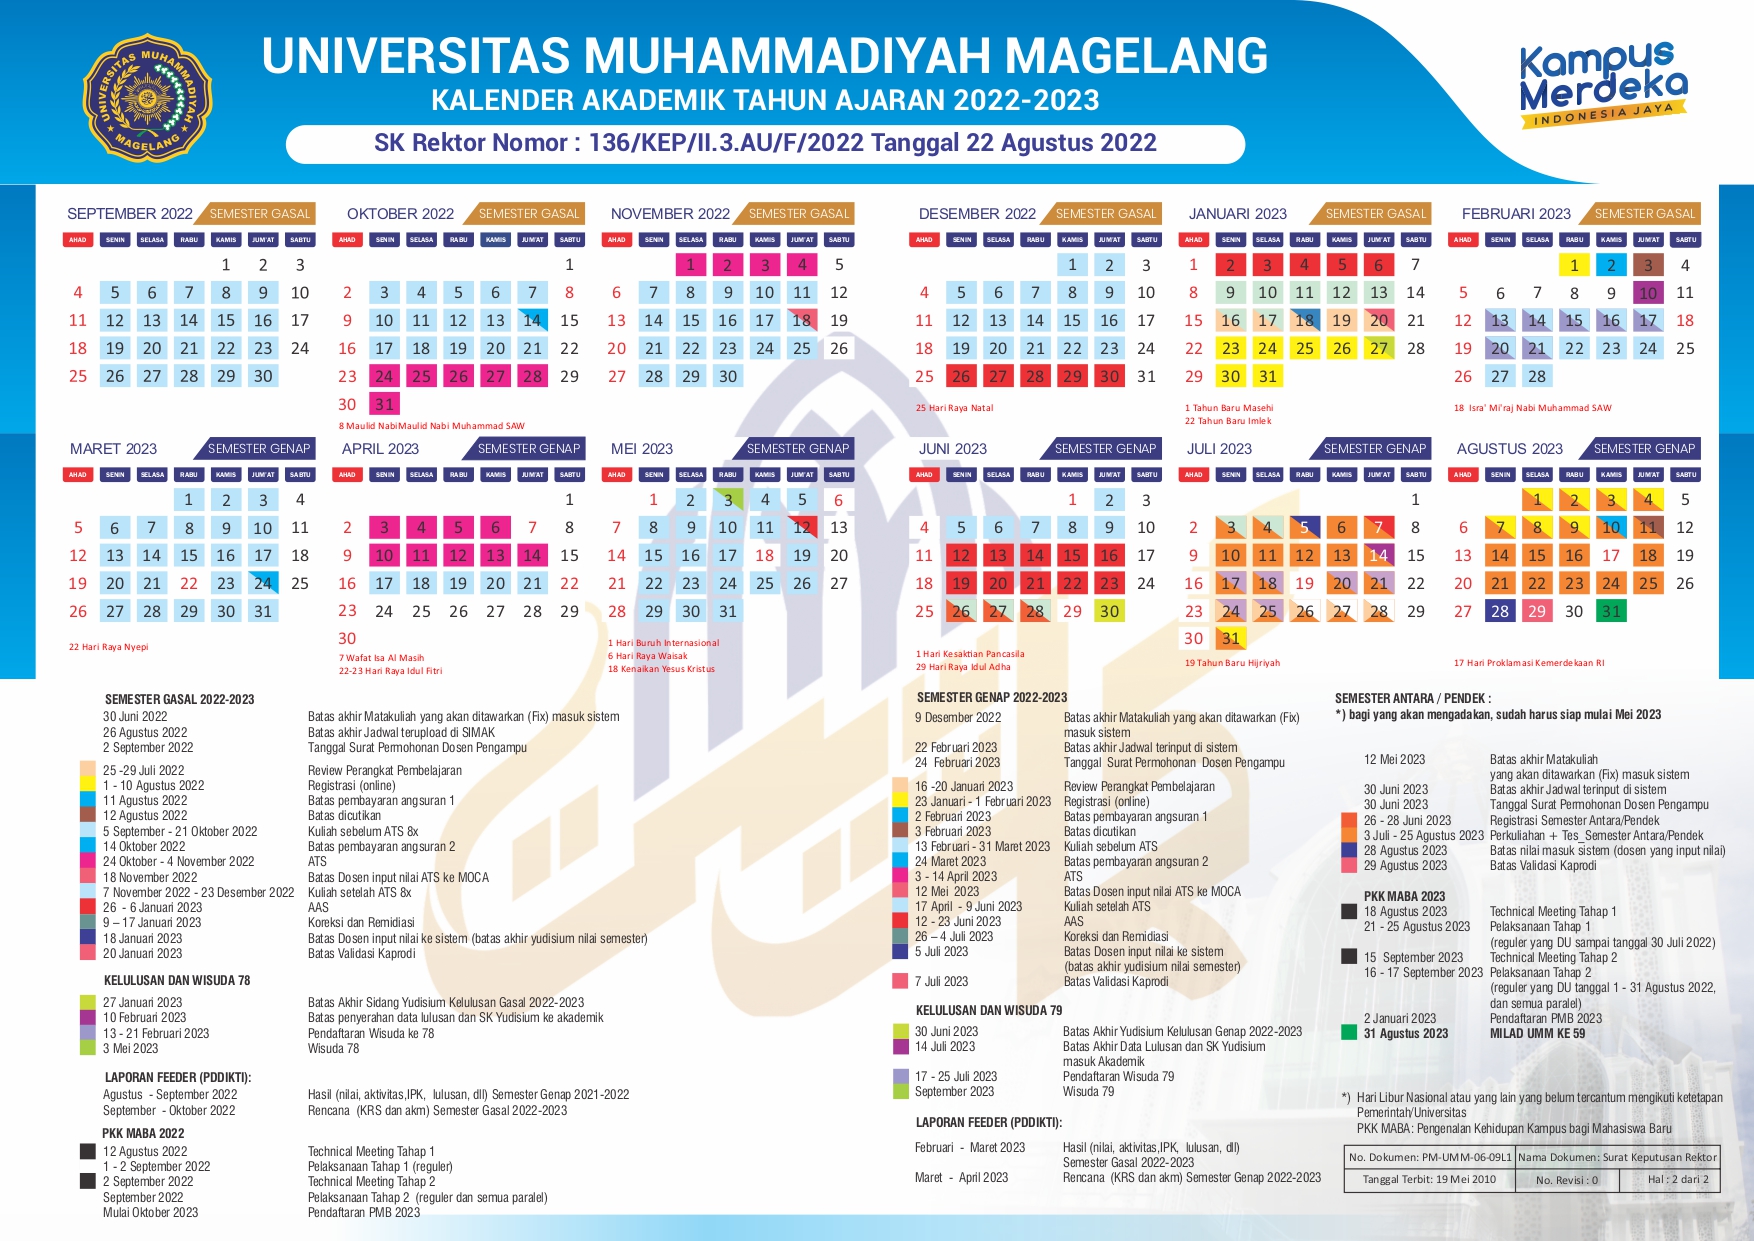 UNIVERSITAS MUHAMMADIYAH MAGELANG
KALENDER AKADEMIK TAHUN AJARAN 2022-2023
SK Rektor Nomor : 136/KEP/II.3.AU/F/2022 Tanggal 22 Agustus 2022
UNIVERSITAS MUHAMMADIYAH
MAGELANG
Kampus
Merdeka
INDONESIA JAYA
SEPTEMBER 2022 SEMESTER GASAL
AHAD SENIN SELASA RABU KAMIS JUM'AT SABTU
1 2 3
4 5 6 7 8 9 10
11 12 13 14 15 16 17
18 19 20 21 22 23 24
25 26 27 28 29 30
OKTOBER 2022 SEMESTER GASAL
AHAD SENIN SELASA RABU KAMIS JUM'AT SABTU
1
2 3 4 5 6 7 8
9 10 11 12 13 14 15
16 17 18 19 20 21 22
23 24 25 26 27 28 29
30 31
8 Maulid NabiMaulid Nabi Muhammad SAW
NOVEMBER 2022 SEMESTER GASAL
AHAD SENIN SELASA RABU KAMIS JUM'AT SABTU
1 2 3 4 5
6 7 8 9 10 11 12
13 14 15 16 17 18 19
20 21 22 23 24 25 26
27 28 29 30
DESEMBER 2022 SEMESTER GASAL
AHAD SENIN SELASA RABU KAMIS JUM'AT SABTU
1 2 3
4 5 6 7 8 9 10
11 12 13 14 15 16 17
18 19 20 21 22 23 24
25 26 27 28 29 30 31
25 Hari Raya Natal
JANUARI 2023 SEMESTER GASAL
AHAD SENIN SELASA RABU KAMIS JUM'AT SABTU
1 2 3 4 5 6 7
8 9 10 11 12 13 14
15 16 17 18 19 20 21
22 23 24 25 26 27 28
29 30 31
1 Tahun Baru Masehi
22 Tahun Baru Imlek
FEBRUARI 2023 SEMESTER GASAL
AHAD SENIN SELASA RABU KAMIS JUM'AT SABTU
1 2 3 4
5 6 7 8 9 10 11
12 13 14 15 16 17 18
19 20 21 22 23 24 25
26 27 28
18 Isra' Mi'raj Nabi Muhammad SAW
MARET 2023 SEMESTER GENAP
AHAD SENIN SELASA RABU KAMIS JUM'AT SABTU
1 2 3 4
5 6 7 8 9 10 11
12 13 14 15 16 17 18
19 20 21 22 23 24 25
26 27 28 29 30 31
22 Hari Raya Nyepi
APRIL 2023 SEMESTER GENAP
AHAD SENIN SELASA RABU KAMIS JUM'AT SABTU
1
2 3 4 5 6 7 8
9 10 11 12 13 14 15
16 17 18 19 20 21 22
23 24 25 26 27 28 29
30
7 Wafat Isa Al Masih
22-23 Hari Raya Idul Fitri
MEI 2023 SEMESTER GENAP
AHAD SENIN SELASA RABU KAMIS JUM'AT SABTU
1 2 3 4 5 6
7 8 9 10 11 12 13
14 15 16 17 18 19 20
21 22 23 24 25 26 27
28 29 30 31
1 Hari Buruh Internasional
6 Hari Raya Waisak
18 Kenaikan Yesus Kristus
JUNI 2023 SEMESTER GENAP
AHAD SENIN SELASA RABU KAMIS JUM'AT SABTU
1 2 3
4 5 6 7 8 9 10
11 12 13 14 15 16 17
18 19 20 21 22 23 24
25 26 27 28 29 30
1 Hari Kesaktian Pancasila
29 Hari Raya Idul Adha
JULI 2023 SEMESTER GENAP
AHAD SENIN SELASA RABU KAMIS JUM'AT SABTU
1
2 3 4 5 6 7 8
9 10 11 12 13 14 15
16 17 18 19 20 21 22
23 24 25 26 27 28 29
30 31
19 Tahun Baru Hijriyah
AGUSTUS 2023 SEMESTER GENAP
AHAD SENIN SELASA RABU KAMIS JUM'AT SABTU
1 2 3 4 5
6 7 8 9 10 11 12
13 14 15 16 17 18 19
20 21 22 23 24 25 26
27 28 29 30 31
17 Hari Proklamasi Kemerdekaan RI
SEMESTER GASAL 2022-2023
30 Juni 2022 Batas akhir Matakuliah yang akan ditawarkan (Fix) masuk sistem
26 Agustus 2022 Batas akhir Jadwal terupload di SIMAK
2 September 2022 Tanggal Surat Permohonan Dosen Pengampu
25 -29 Juli 2022 Review Perangkat Pembelajaran
1 - 10 Agustus 2022 Registrasi (online)
11 Agustus 2022 Batas pembayaran angsuran 1
12 Agustus 2022 Batas dicutikan
5 September - 21 Oktober 2022 Kuliah sebelum ATS 8x
14 Oktober 2022 Batas pembayaran angsuran 2
24 Oktober - 4 November 2022 ATS
18 November 2022 Batas Dosen input nilai ATS ke MOCA
7 November 2022 - 23 Desember 2022 Kuliah setelah ATS 8x
26 - 6 Januari 2023 AAS
9 – 17 Januari 2023 Koreksi dan Remidiasi
18 Januari 2023 Batas Dosen input nilai ke sistem (batas akhir yudisium nilai semester)
20 Januari 2023 Batas Validasi Kaprodi
KELULUSAN DAN WISUDA 78
27 Januari 2023 Batas Akhir Sidang Yudisium Kelulusan Gasal 2022-2023
10 Februari 2023 Batas penyerahan data lulusan dan SK Yudisium ke akademik
13 - 21 Februari 2023 Pendaftaran Wisuda ke 78
3 Mei 2023 Wisuda 78
LAPORAN FEEDER (PDDIKTI):
Agustus - September 2022 Hasil (nilai, aktivitas,IPK, lulusan, dll) Semester Genap 2021-2022
September - Oktober 2022 Rencana (KRS dan akm) Semester Gasal 2022-2023
PKK MABA 2022
12 Agustus 2022 Technical Meeting Tahap 1
1 - 2 September 2022 Pelaksanaan Tahap 1 (reguler)
2 September 2022 Technical Meeting Tahap 2
September 2022 Pelaksanaan Tahap 2 (reguler dan semua paralel)
Mulai Oktober 2023 Pendaftaran PMB 2023
SEMESTER GENAP 2022-2023
9 Desember 2022 Batas akhir Matakuliah yang akan ditawarkan (Fix)
masuk sistem
22 Februari 2023 Batas akhir Jadwal terinput di sistem
24 Februari 2023 Tanggal Surat Permohonan Dosen Pengampu
16 -20 Januari 2023 Review Perangkat Pembelajaran
23 Januari - 1 Februari 2023 Registrasi (online)
2 Februari 2023 Batas pembayaran angsuran 1
3 Februari 2023 Batas dicutikan
13 Februari - 31 Maret 2023 Kuliah sebelum ATS
24 Maret 2023 Batas pembayaran angsuran 2
3 - 14 April 2023 ATS
12 Mei 2023 Batas Dosen input nilai ATS ke MOCA
17 April - 9 Juni 2023 Kuliah setelah ATS
12 - 23 Juni 2023 AAS
26 – 4 Juli 2023 Koreksi dan Remidiasi
5 Juli 2023 Batas Dosen input nilai ke sistem
(batas akhir yudisium nilai semester)
7 Juli 2023 Batas Validasi Kaprodi
KELULUSAN DAN WISUDA 79
30 Juni 2023 Batas Akhir Yudisium Kelulusan Genap 2022-2023
14 Juli 2023 Batas Akhir Data Lulusan dan SK Yudisium
masuk Akademik
17 - 25 Juli 2023 Pendaftaran Wisuda 79
September 2023 Wisuda 79
LAPORAN FEEDER (PDDIKTI):
Februari - Maret 2023 Hasil (nilai, aktivitas,IPK, lulusan, dll)
Semester Gasal 2022-2023
Maret - April 2023 Rencana (KRS dan akm) Semester Genap 2022-2023
SEMESTER ANTARA / PENDEK :
*) bagi yang akan mengadakan, sudah harus siap mulai Mei 2023
12 Mei 2023 Batas akhir Matakuliah
yang akan ditawarkan (Fix) masuk sistem
30 Juni 2023 Batas akhir Jadwal terinput di sistem
30 Juni 2023 Tanggal Surat Permohonan Dosen Pengampu
26 - 28 Juni 2023 Registrasi Semester Antara/Pendek
3 Juli - 25 Agustus 2023 Perkuliahan + Tes_Semester Antara/Pendek
28 Agustus 2023 Batas nilai masuk sistem (dosen yang input nilai)
29 Agustus 2023 Batas Validasi Kaprodi
PKK MABA 2023
18 Agustus 2023 Technical Meeting Tahap 1
21 - 25 Agustus 2023 Pelaksanaan Tahap 1
(reguler yang DU sampai tanggal 30 Juli 2022)
15 September 2023 Technical Meeting Tahap 2
16 - 17 September 2023 Pelaksanaan Tahap 2
(reguler yang DU tanggal 1 - 31 Agustus 2022,
dan semua paralel)
2 Januari 2023 Pendaftaran PMB 2023
31 Agustus 2023 MILAD UMM KE 59
*) Hari Libur Nasional atau yang lain yang belum tercantum mengikuti ketetapan
Pemerintah/Universitas
PKK MABA: Pengenalan Kehidupan Kampus bagi Mahasiswa Baru
No. Dokumen: PM-UMM-06-09L1 Nama Dokumen: Surat Keputusan Rektor
Tanggal Terbit: 19 Mei 2010 No. Revisi : 0 Hal : 2 dari 2